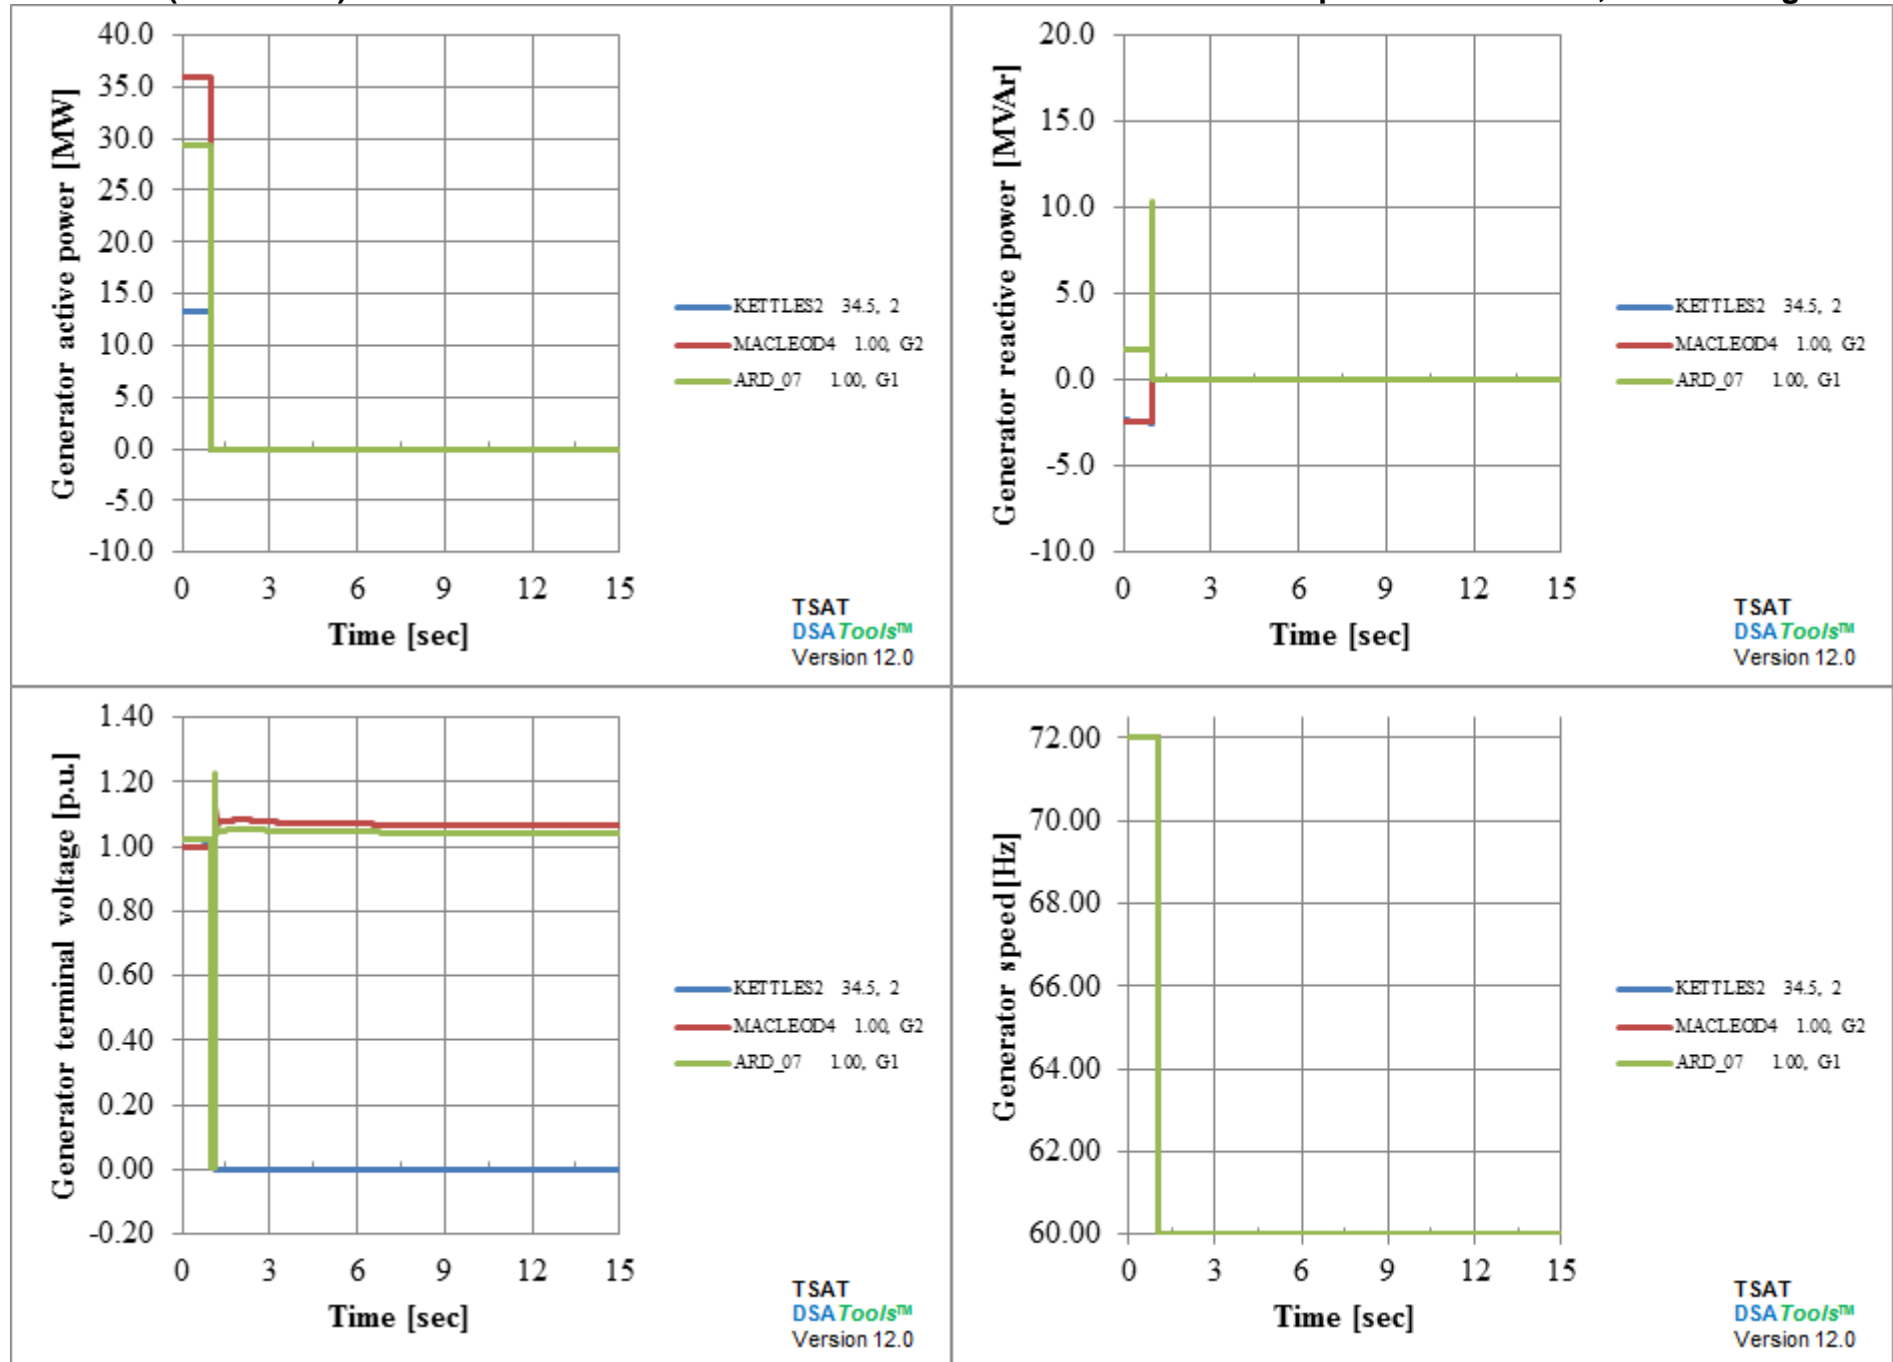 40.0
35.0
30.0
25.0
20.0
15.0
10.0
5.0
0.0
-5.0
-10.0
0 3 6 9 12 15
Generator active power [MW]
Time [sec]
KETTLES2 34.5, 2
MACLEOD4 1.00, G2
ARD_07 1.00, G1
TSAT
DSATools™
Version 12.0
20.0
15.0
10.0
5.0
0.0
-5.0
-10.0
0 3 6 9 12 15
Generator reactive power [MVAr]
Time [sec]
KETTLES2 34.5, 2
MACLEOD4 1.00, G2
ARD_07 1.00, G1
TSAT
DSATools™
Version 12.0
1.40
1.20
1.00
0.80
0.60
0.40
0.20
0.00
-0.20
0 3 6 9 12 15
Generator terminal voltage [p.u.]
Time [sec]
KETTLES2 34.5, 2
MACLEOD4 1.00, G2
ARD_07 1.00, G1
TSAT
DSATools™
Version 12.0
72.00
70.00
68.00
66.00
64.00
62.00
60.00
0 3 6 9 12 15
Generator speed[Hz]
Time [sec]
KETTLES2 34.5, 2
MACLEOD4 1.00, G2
ARD_07 1.00, G1
TSAT
DSATools™
Version 12.0